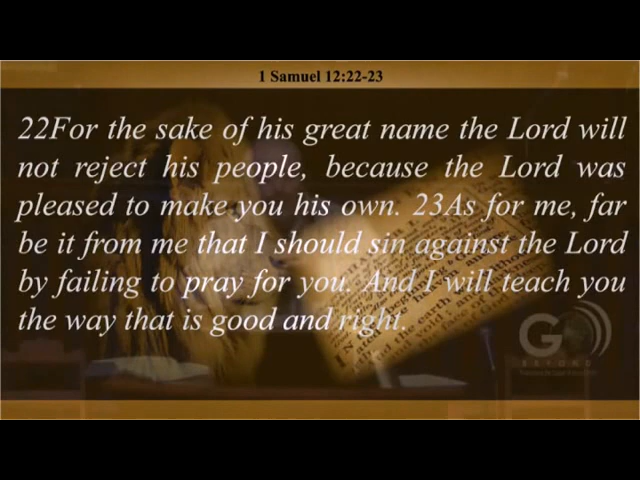 1 Samuel 12:22-23
22For the sake of his great name the Lord will
not reject his people, because the Lord was
pleased to make you his own. 23As for me, far
be it from me that I should sin against the Lord
by failing to pray for you. And I will teach you
the way that is good and right.
GO
BEYOND